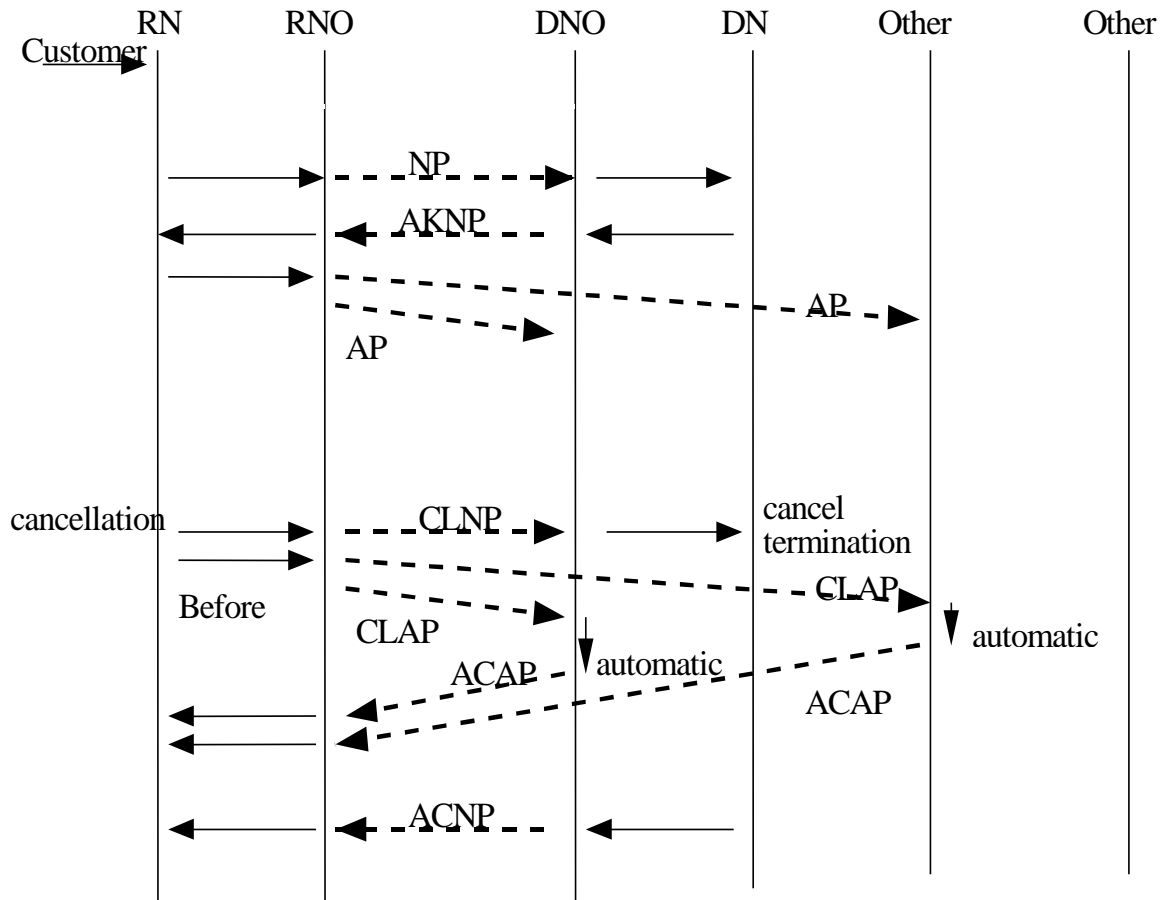 RN RNO DNO DN Other Other
Customer
NP
AKNP
AP
AP
cancellation
CLNP
cancel
termination
CLAP
Before
CLAP
automatic
automatic
ACAP
ACAP
ACNP